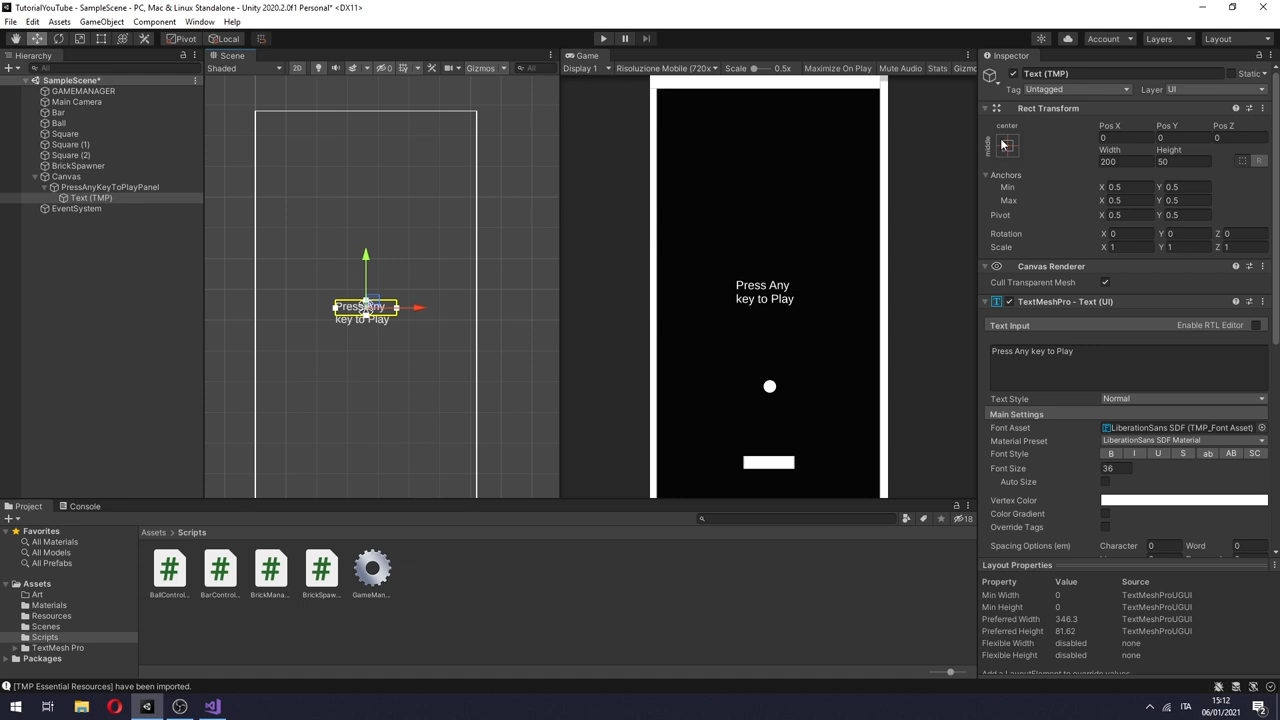 TutorialYouTube - SampleScene - PC, Mac & Linux Standalone - Unity 2020.2.0f1 Personal* <DX11>
File Edit Assets GameObject Component Window Help
Pivot Local Account Layers Layout
Hierarchy
All
SampleScene*
GAMEMANAGER
Main Camera
Bar
Ball
Square
Square (1)
Square (2)
BrickSpawner
Canvas
PressAnyKeyToPlayPanel
Text (TMP)
EventSystem
Scene
Shaded 2D 0 Gizmos All
Press Any
key to Play
Game
Display 1 Risoluzione Mobile (720x Scale 0.5x Maximize On Play Mute Audio Stats Gizmo
Press Any
key to Play
Inspector
Text (TMP) Static
Tag Untagged Layer UI
Rect Transform
center
middle
Pos X Pos Y Pos Z
0 0 0
Width Height
200 50
R
Anchors
Min X 0.5 Y 0.5
Max X 0.5 Y 0.5
Pivot X 0.5 Y 0.5
Rotation X 0 Y 0 Z 0
Scale X 1 Y 1 Z 1
Canvas Renderer
Cull Transparent Mesh
TextMeshPro - Text (UI)
Text Input Enable RTL Editor
Press Any key to Play
Text Style Normal
Main Settings
Font Asset LiberationSans SDF (TMP_Font Asset)
Material Preset LiberationSans SDF Material
Font Style B I U S ab AB SC
Font Size 36
Auto Size
Vertex Color
Color Gradient
Override Tags
Spacing Options (em) Character 0 Word 0
Layout Properties
Property Value Source
Min Width 0 TextMeshProUGUI
Min Height 0 TextMeshProUGUI
Preferred Width 346.3 TextMeshProUGUI
Preferred Height 81.62 TextMeshProUGUI
Flexible Width disabled none
Flexible Height disabled none
Add a LayoutElement to override values
Project Console
18
Favorites
All Materials
All Models
All Prefabs
Assets
Art
Materials
Resources
Scenes
Scripts
TextMesh Pro
Packages
Assets > Scripts
BallControl... BarControl... BrickMana... BrickSpaw... GameMan...
[TMP Essential Resources] have been imported.
ITA
15:12
06/01/2021
2